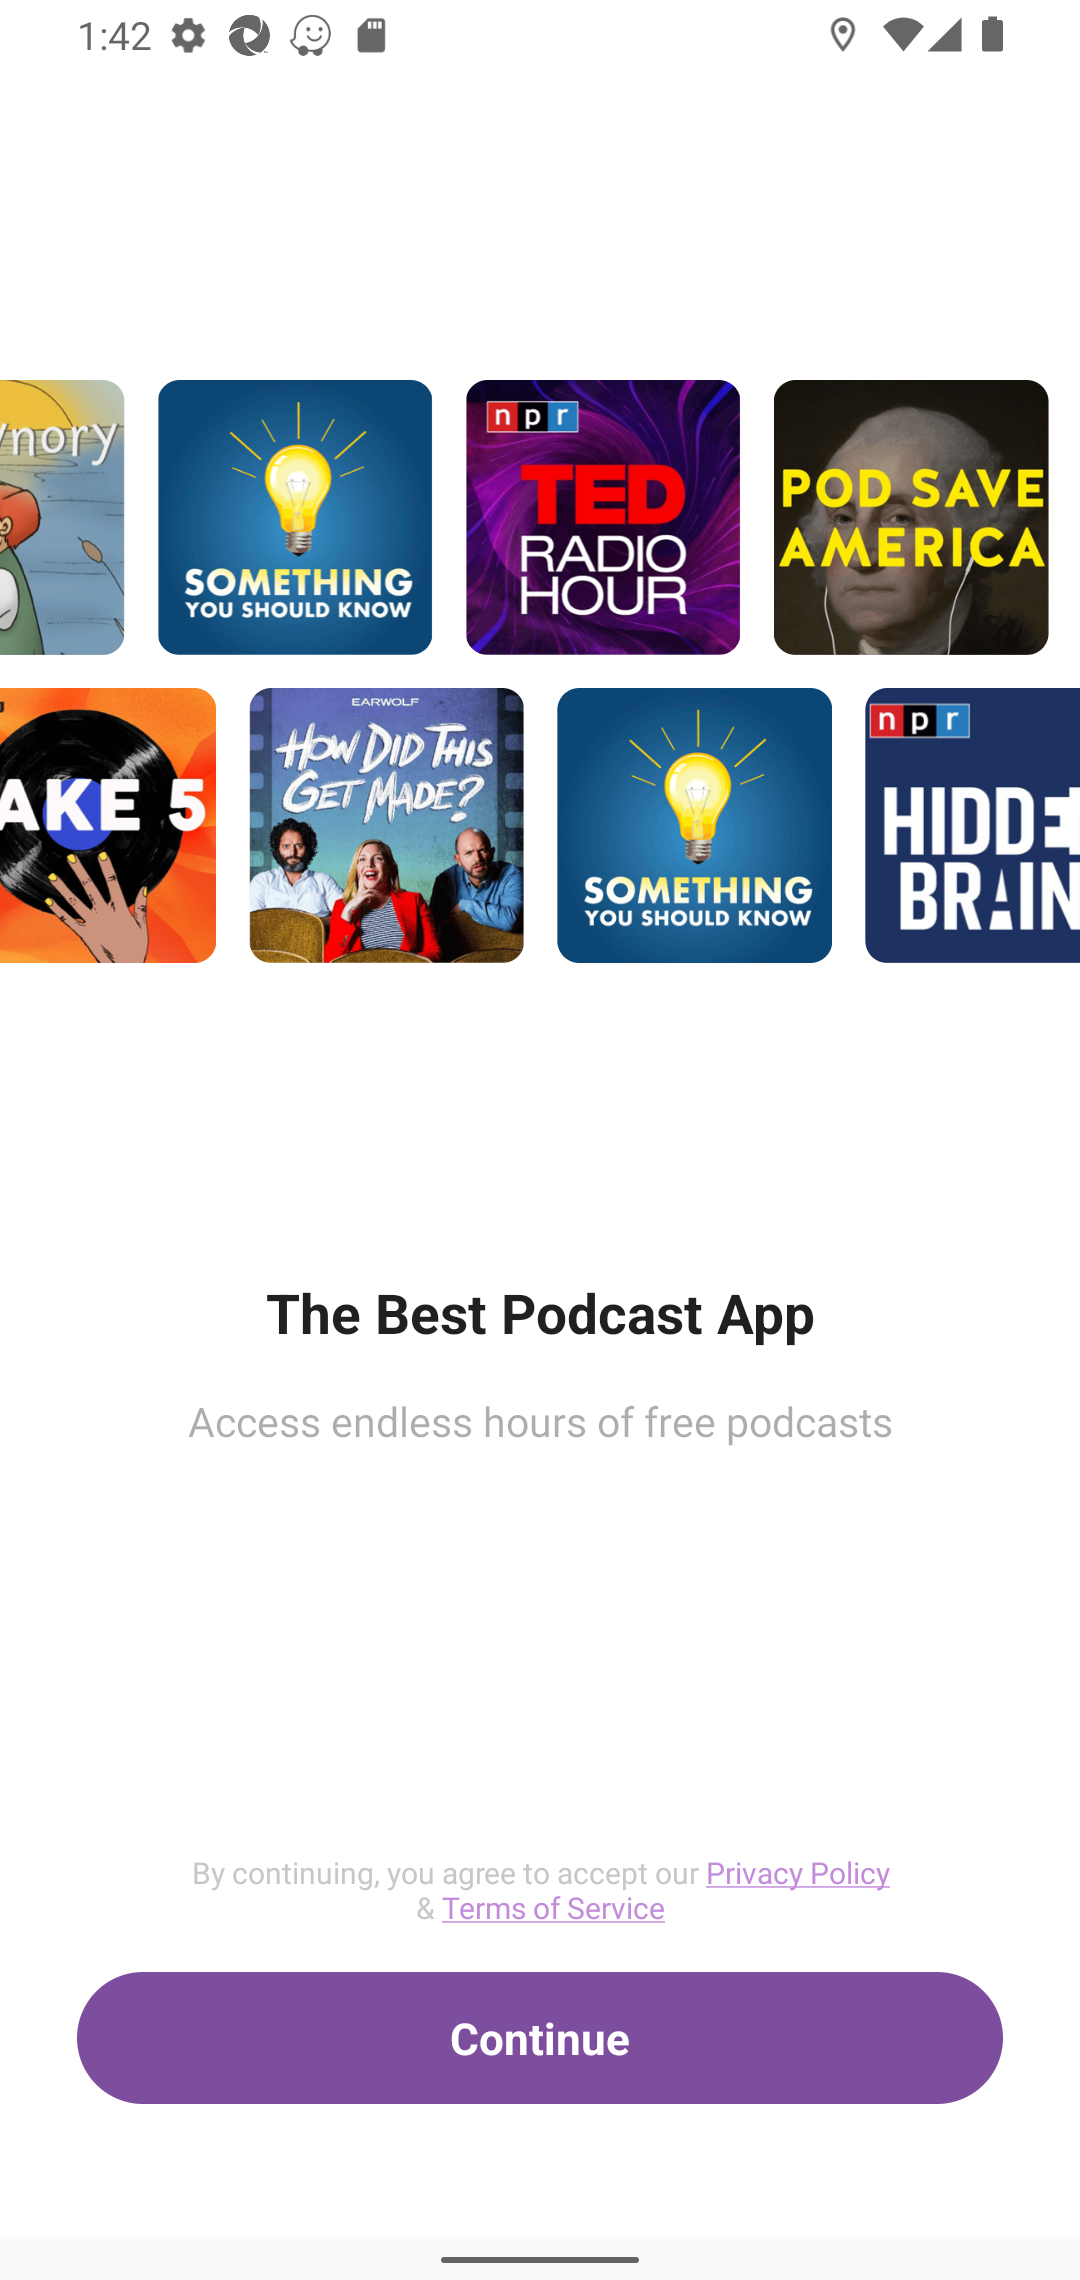 1:42
ynory
SOMETHING
YOU SHOULD KNOW
npr
TED
RADIO
HOUR
POD SAVE
AMERICA
AKE 5
EARWOLF
HOW DID THIS
GET MADE?
SOMETHING
YOU SHOULD KNOW
npr
HIDDE
BRAIN
The Best Podcast App
Access endless hours of free podcasts
By continuing, you agree to accept our Privacy Policy
& Terms of Service
Continue